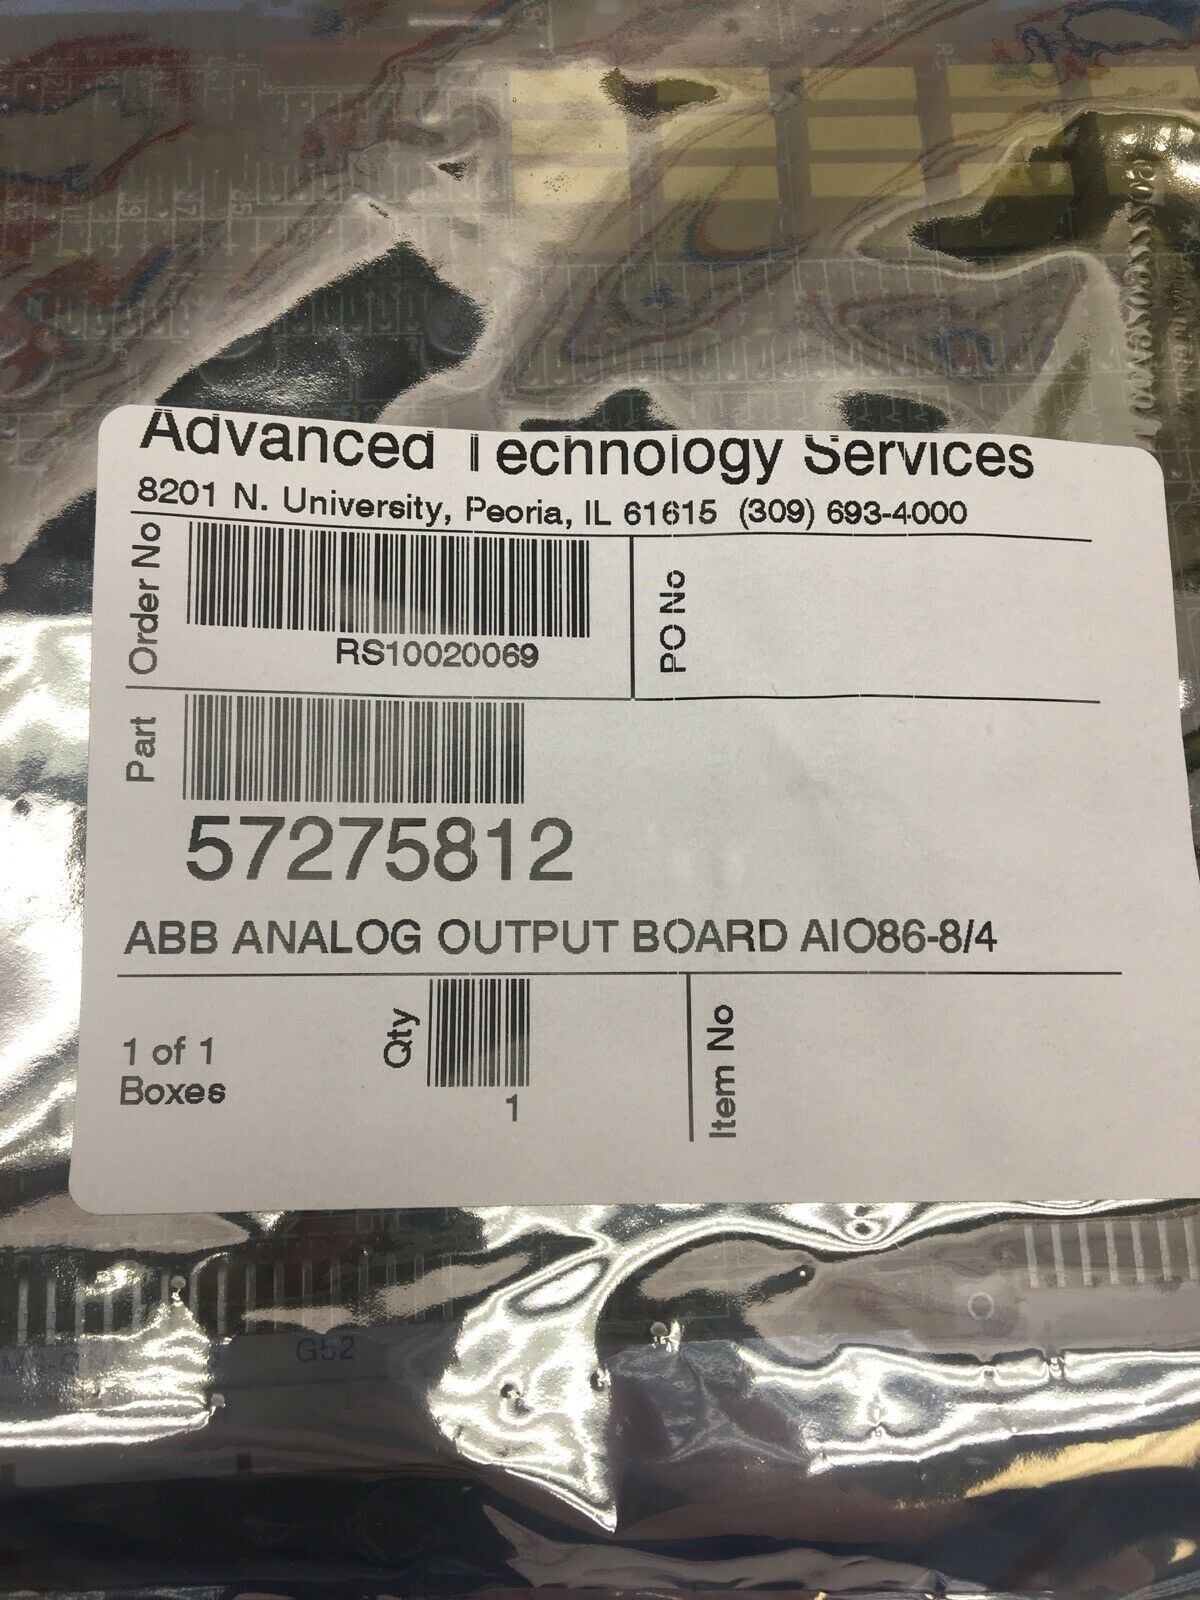 Advanced Technology Services
8201 N. University, Peoria, IL 61615 (309) 693-4000
Order No
RS10020069
PO No
Part
57275812
ABB ANALOG OUTPUT BOARD AIO86-8/4
1 of 1
Boxes
Qty
1
Item No
G52